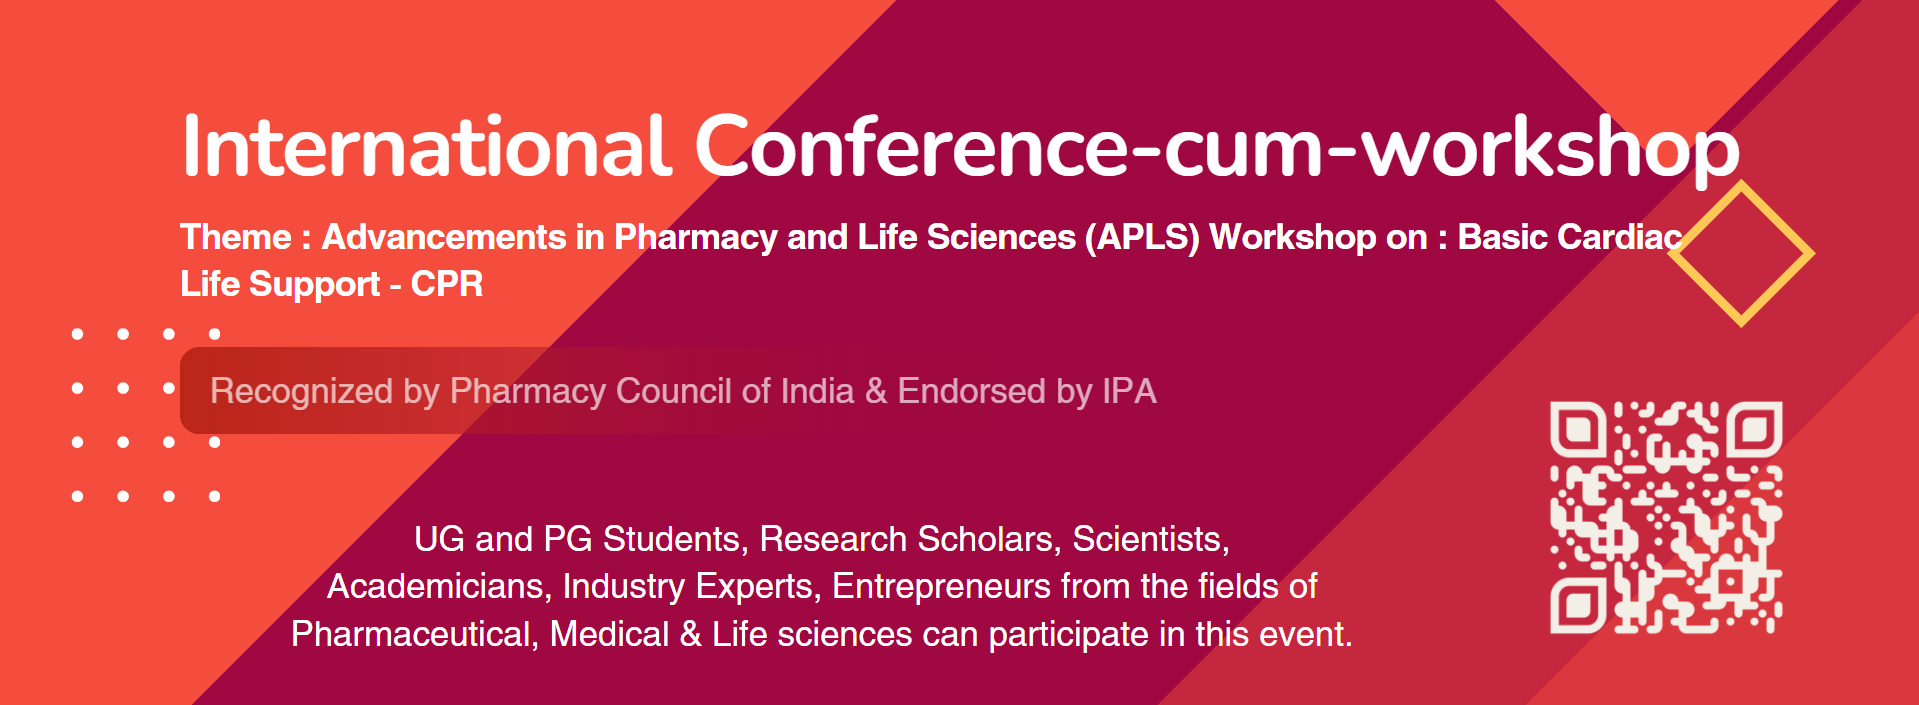 International Conference-cum-workshop
Theme : Advancements in Pharmacy and Life Sciences (APLS) Workshop on : Basic Cardiac
Life Support - CPR
Recognized by Pharmacy Council of India & Endorsed by IPA
UG and PG Students, Research Scholars, Scientists,
Academicians, Industry Experts, Entrepreneurs from the fields of
Pharmaceutical, Medical & Life sciences can participate in this event.